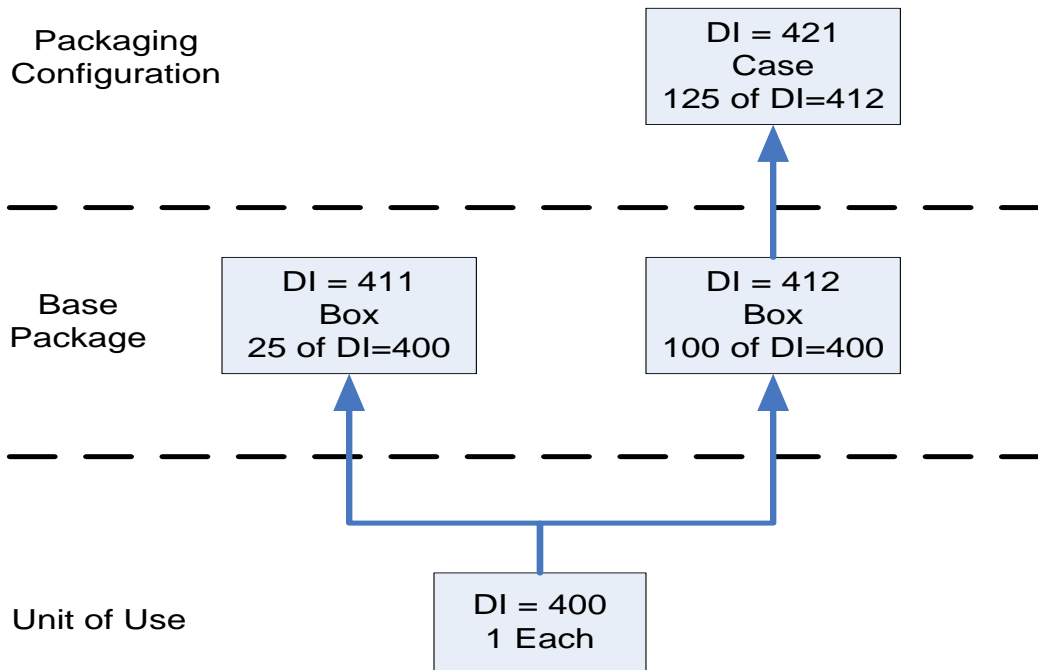 Packaging
Configuration
DI = 421
Case
125 of DI=412
Base
Package
DI = 411
Box
25 of DI=400
DI = 412
Box
100 of DI=400
Unit of Use
DI = 400
1 Each